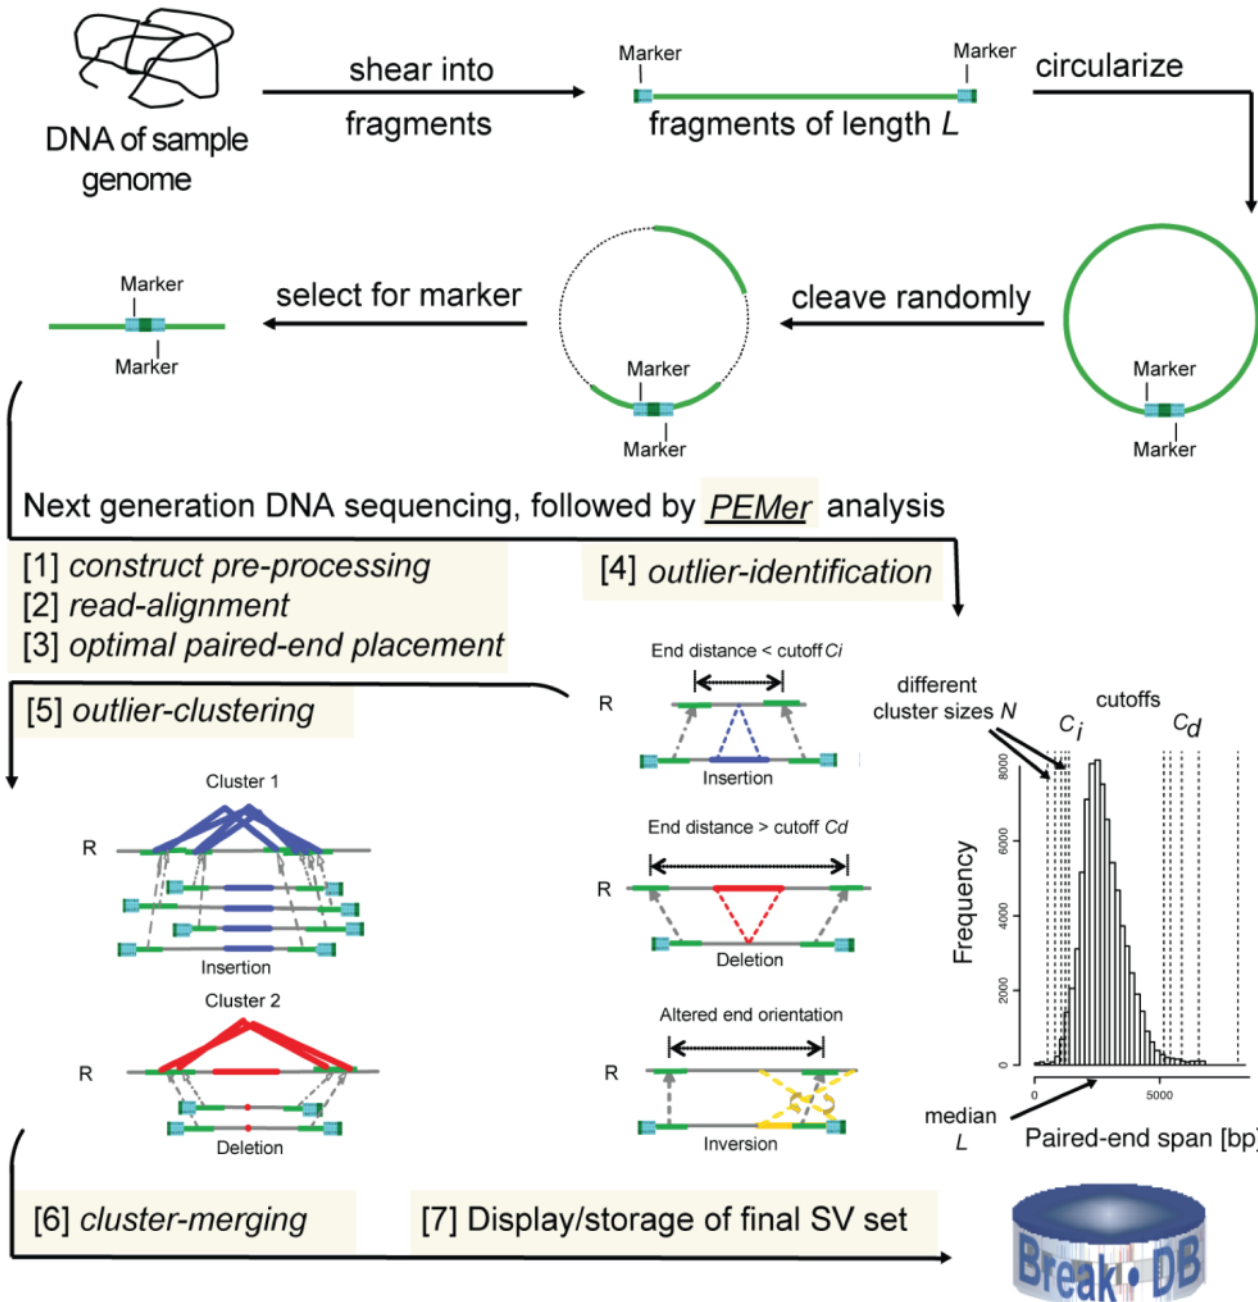 DNA of sample
genome
shear into
fragments
Marker
Marker
fragments of length L
circularize
Marker
Marker
select for marker
Marker
Marker
cleave randomly
Marker
Marker
Next generation DNA sequencing, followed by PEMer analysis
[1] construct pre-processing
[2] read-alignment
[3] optimal paired-end placement
[4] outlier-identification
[5] outlier-clustering
Cluster 1
R
Insertion
Cluster 2
R
Deletion
End distance < cutoff Ci
R
Insertion
End distance > cutoff Cd
R
Deletion
Altered end orientation
R
Inversion
different
cluster sizes N
cutoffs
Ci
Cd
Frequency
0
2000
4000
6000
8000
0
5000
median
L
Paired-end span [bp]
[6] cluster-merging
[7] Display/storage of final SV set
Break • DB